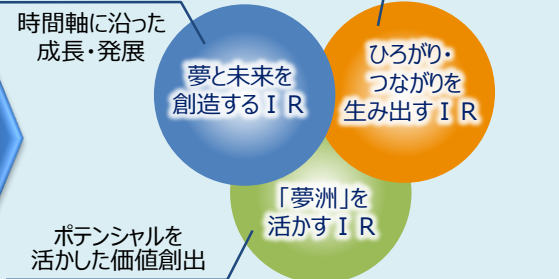 時間軸に沿った
成長・発展
夢と未来を
創造するＩＲ
ひろがり・
つながりを
生み出すＩＲ
「夢洲」を
活かすＩＲ
ポテンシャルを
活かした価値創出